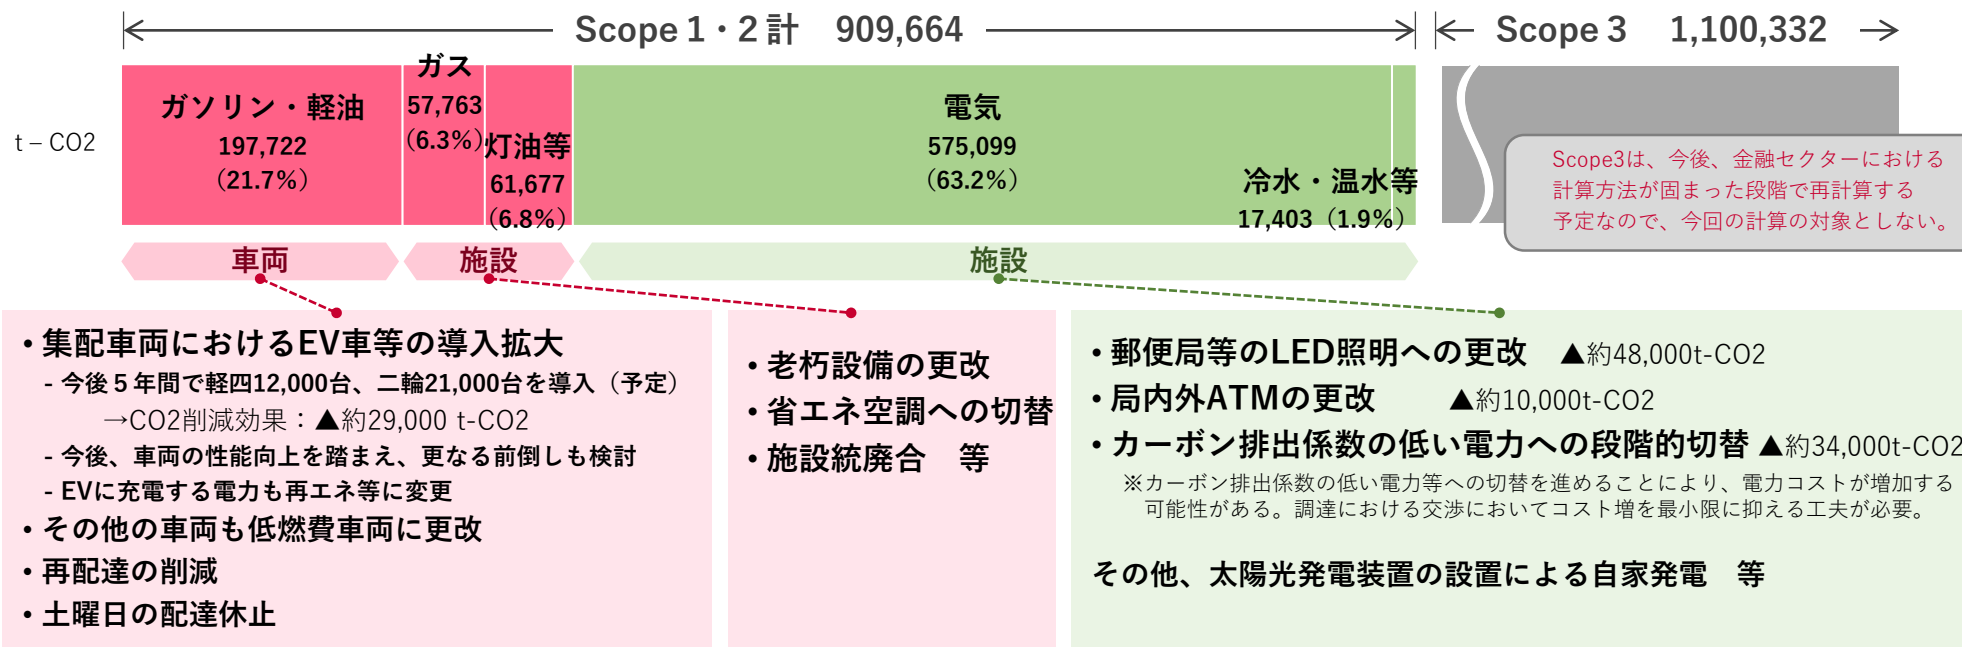 Scope 1・2 計 909,664
Scope 3 1,100,332
t – CO2
ガソリン・軽油
197,722
（21.7%）
ガス
57,763
（6.3%）
灯油等
61,677
（6.8%）
電気
575,099
（63.2%）
冷水・温水等
17,403（1.9%）
Scope3は、今後、金融セクターにおける
計算方法が固まった段階で再計算する
予定なので、今回の計算の対象としない。
車両
施設
施設
・集配車両におけるEV車等の導入拡大
- 今後５年間で軽四12,000台、二輪21,000台を導入（予定）
→CO2削減効果：▲約29,000 t-CO2
- 今後、車両の性能向上を踏まえ、更なる前倒しも検討
- EVに充電する電力も再エネ等に変更
・その他の車両も低燃費車両に更改
・再配達の削減
・土曜日の配達休止
・老朽設備の更改
・省エネ空調への切替
・施設統廃合　等
・郵便局等のLED照明への更改　▲約48,000t-CO2
・局内外ATMの更改　▲約10,000t-CO2
・カーボン排出係数の低い電力への段階的切替 ▲約34,000t-CO2
※カーボン排出係数の低い電力等への切替を進めることにより、電力コストが増加する
可能性がある。調達における交渉においてコスト増を最小限に抑える工夫が必要。
その他、太陽光発電装置の設置による自家発電　等